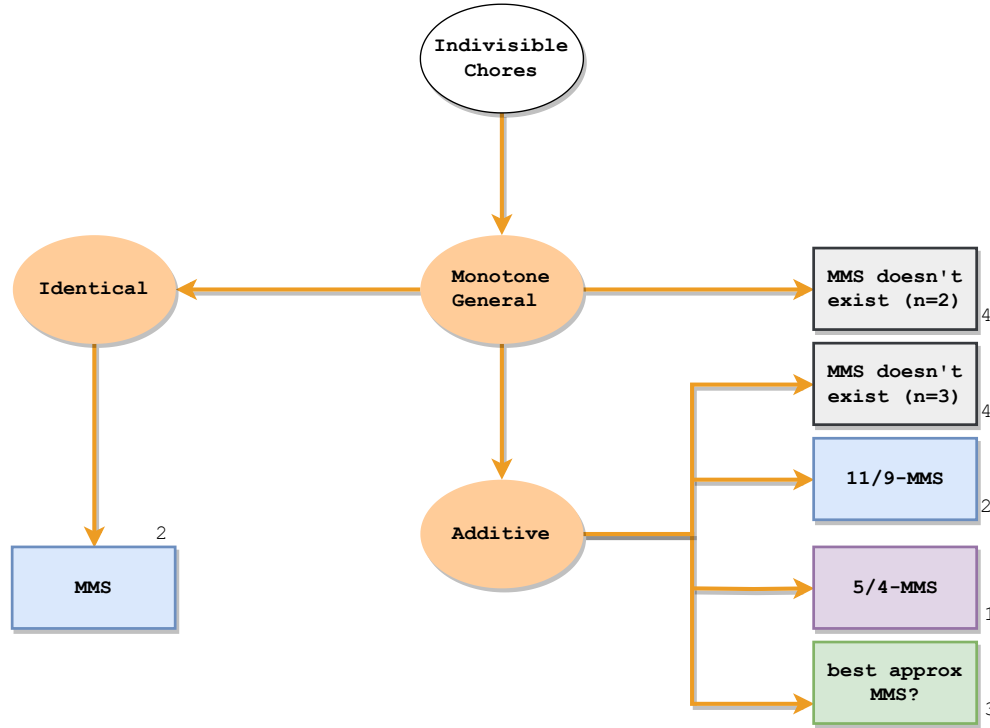 Indivisible
Chores
Identical
Monotone
General
MMS doesn't
exist (n=2)
4
MMS doesn't
exist (n=3)
4
11/9-MMS
2
Additive
2
MMS
5/4-MMS
1
best approx
MMS?
3